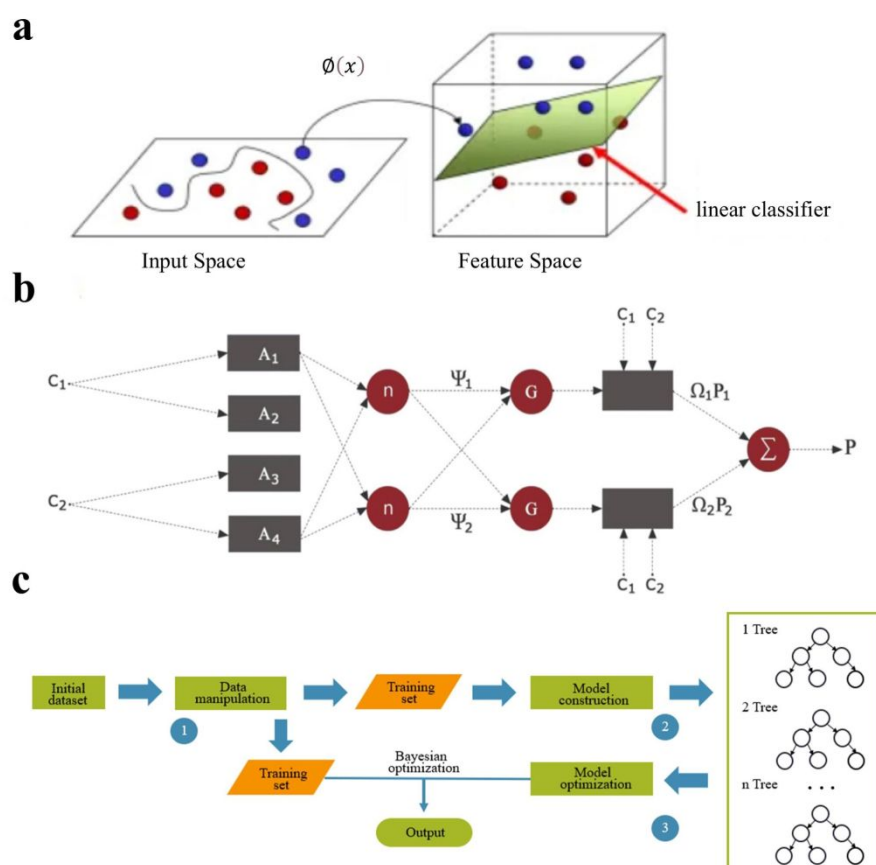 a
∅(x)
linear classifier
Input Space
Feature Space
b
C₁ C₂
A₁
C₁
n
Ψ₁
G
Ω₁P₁
A₂
∑
P
A₃
C₂
n
Ψ₂
G
Ω₂P₂
A₄
C₁ C₂
c
1 Tree
Initial
dataset
Data
manipulation
Training
set
Model
construction
1
2
2 Tree
Bayesian
optimization
Training
set
Model
optimization
n Tree
...
3
Output